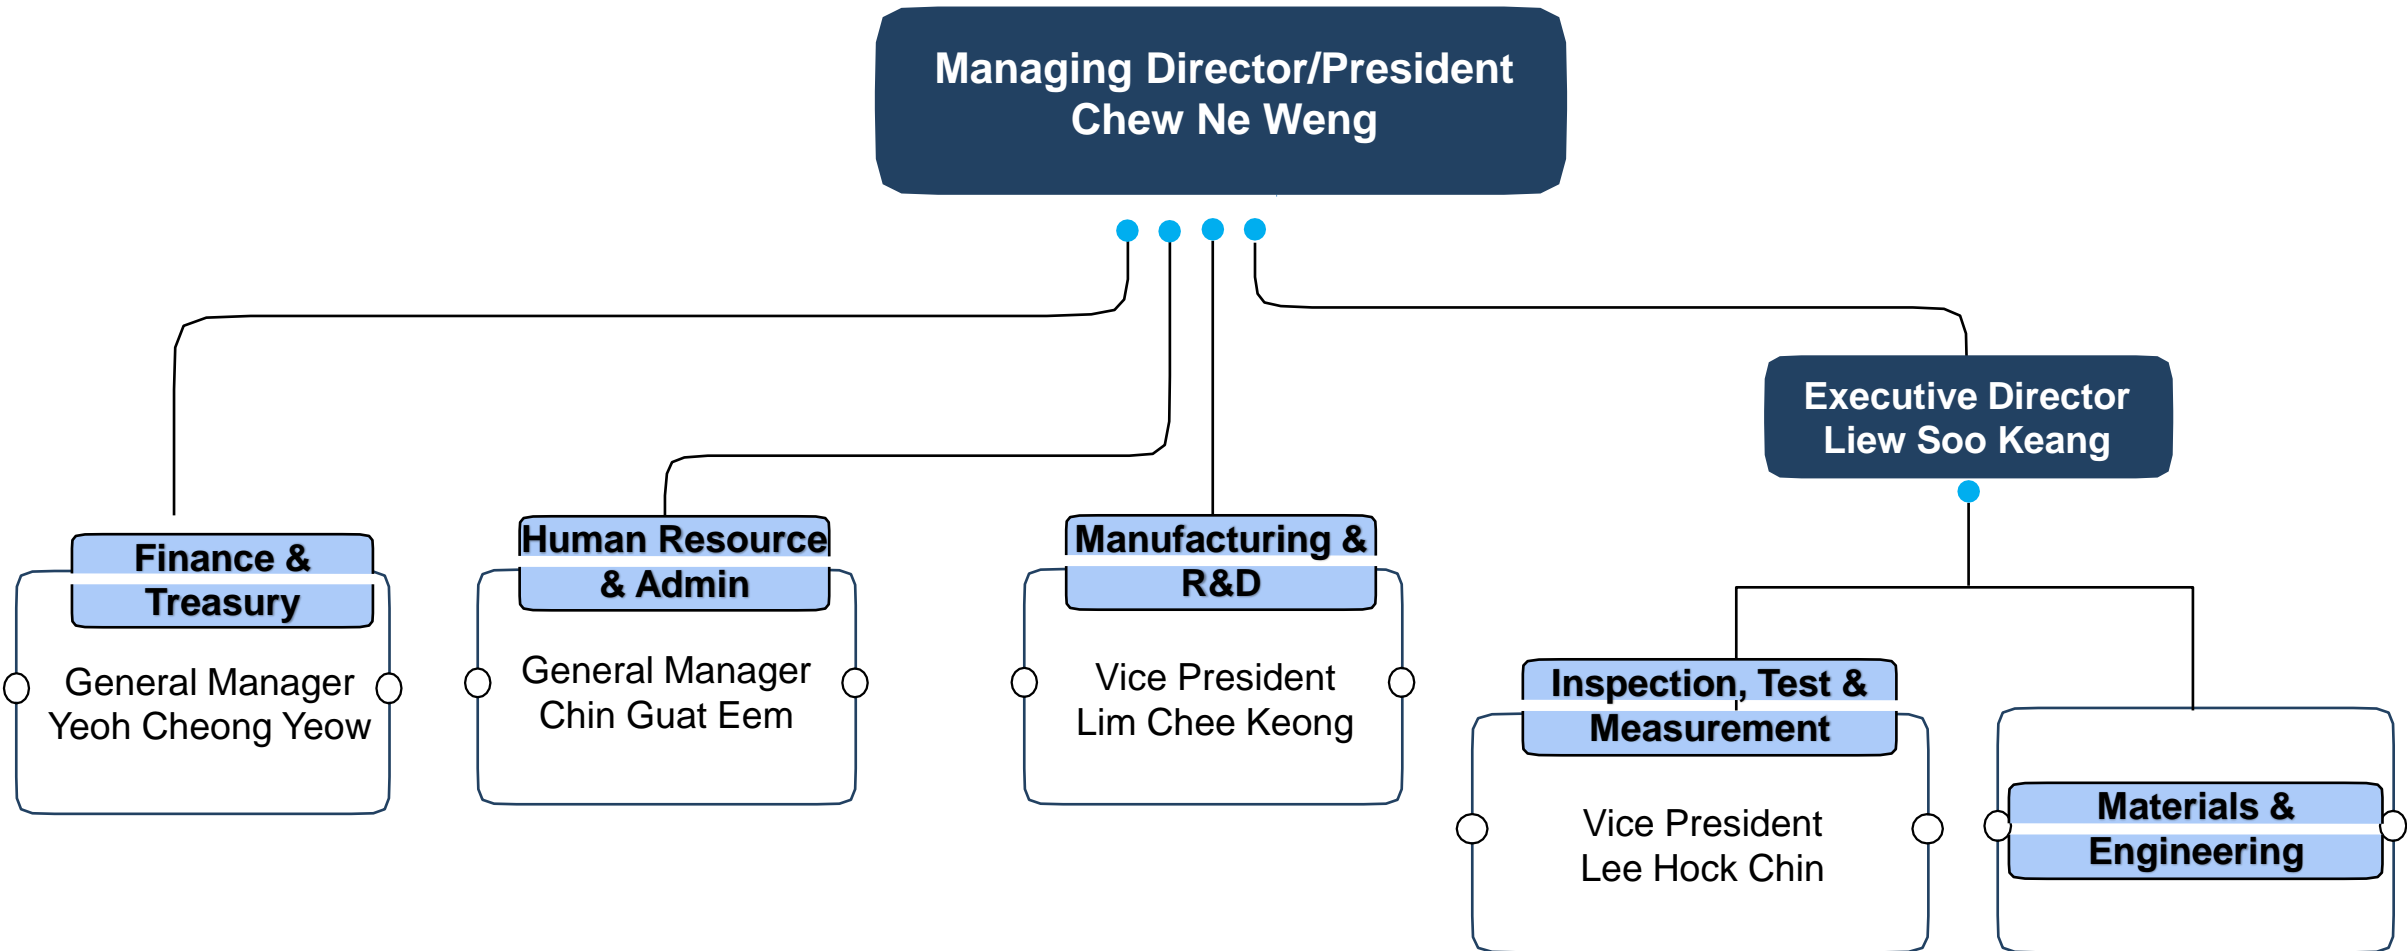 Managing Director/President
Chew Ne Weng
Executive Director
Liew Soo Keang
Finance &
Treasury
General Manager
Yeoh Cheong Yeow
Human Resource
& Admin
General Manager
Chin Guat Eem
Manufacturing &
R&D
Vice President
Lim Chee Keong
Inspection, Test &
Measurement
Vice President
Lee Hock Chin
Materials &
Engineering